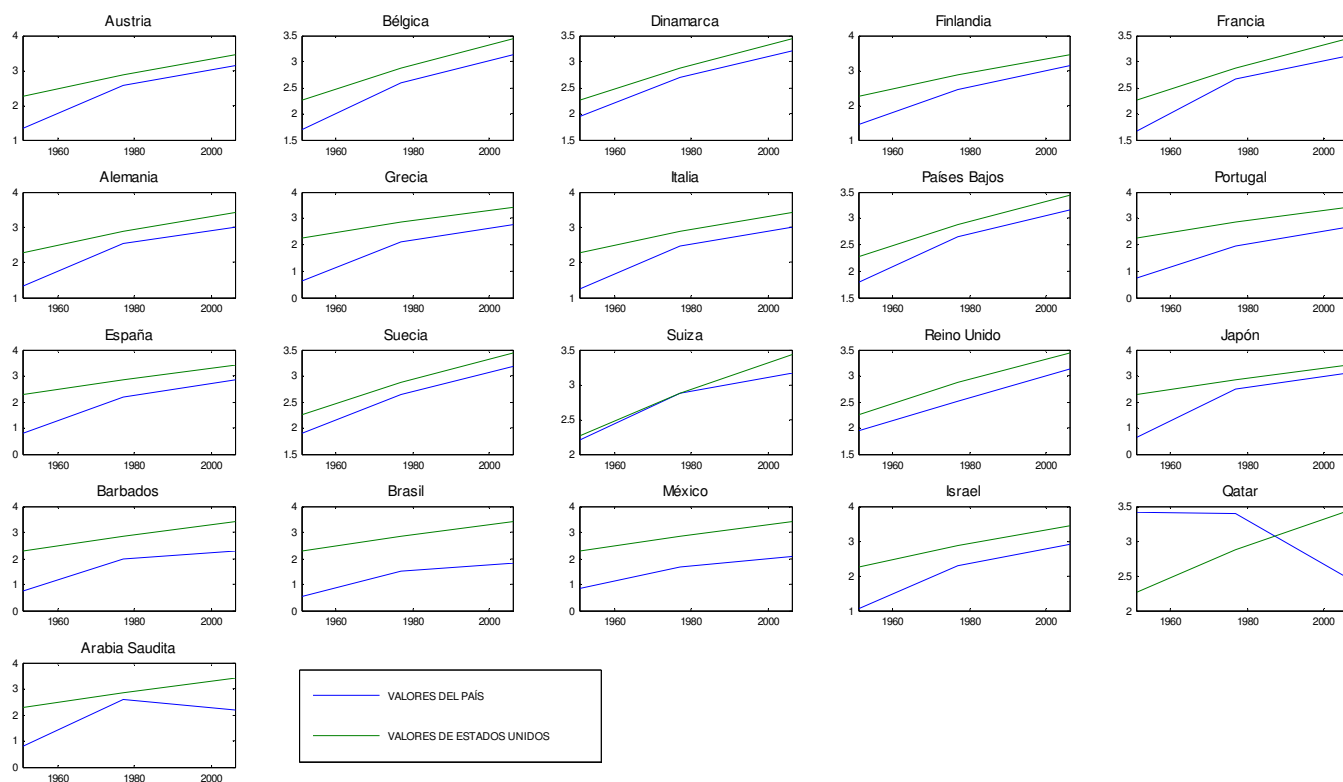 Austria
4
3
2
1
1960 1980 2000
Bélgica
3.5
3
2.5
2
1.5
1960 1980 2000
Dinamarca
3.5
3
2.5
2
1.5
1960 1980 2000
Finlandia
4
3
2
1
1960 1980 2000
Francia
3.5
3
2.5
2
1.5
1960 1980 2000
Alemania
4
3
2
1
1960 1980 2000
Grecia
4
3
2
1
0
1960 1980 2000
Italia
4
3
2
1
1960 1980 2000
Países Bajos
3.5
3
2.5
2
1.5
1960 1980 2000
Portugal
4
3
2
1
0
1960 1980 2000
España
4
3
2
1
0
1960 1980 2000
Suecia
3.5
3
2.5
2
1.5
1960 1980 2000
Suiza
3.5
3
2.5
2
1960 1980 2000
Reino Unido
3.5
3
2.5
2
1.5
1960 1980 2000
Japón
4
3
2
1
0
1960 1980 2000
Barbados
4
3
2
1
0
1960 1980 2000
Brasil
4
3
2
1
0
1960 1980 2000
México
4
3
2
1
0
1960 1980 2000
Israel
4
3
2
1
1960 1980 2000
Qatar
3.5
3
2.5
2
1960 1980 2000
Arabia Saudita
4
3
2
1
0
1960 1980 2000
VALORES DEL PAÍS
VALORES DE ESTADOS UNIDOS